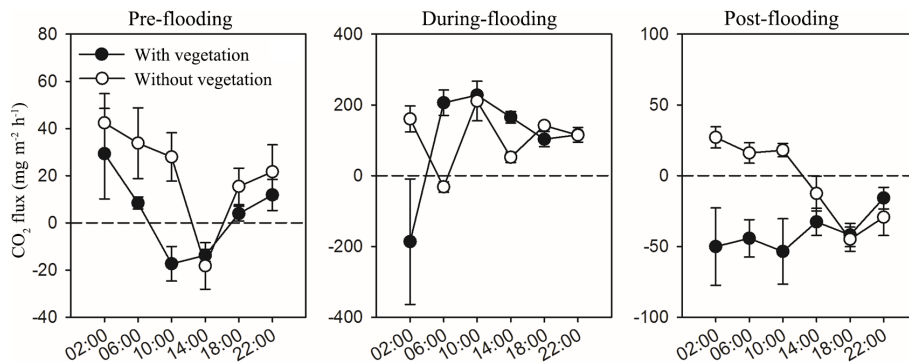 Pre-flooding
During-flooding
Post-flooding
CO₂ flux (mg m⁻² h⁻¹)
80
60
40
20
0
-20
-40
With vegetation
Without vegetation
400
200
0
-200
-400
100
50
0
-50
-100
02:00 06:00 10:00 14:00 18:00 22:00
02:00 06:00 10:00 14:00 18:00 22:00
02:00 06:00 10:00 14:00 18:00 22:00